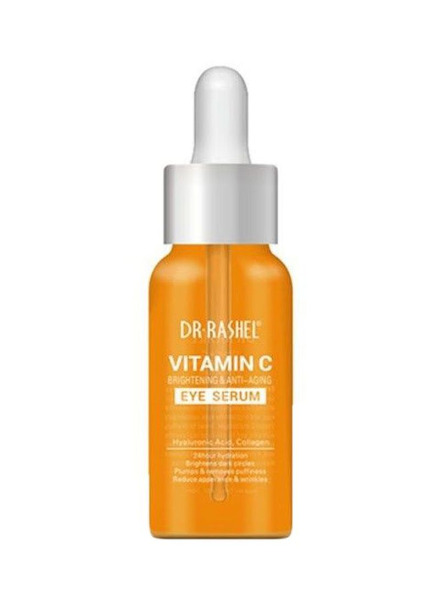 DR·RASHEL®
VITAMIN C
BRIGHTENING & ANTI-AGING
EYE SERUM
Hyaluronic Acid, Collagen
24hour hydration
Brightens dark circles
Plumps & removes puffiness
Reduce appearance & wrinkles